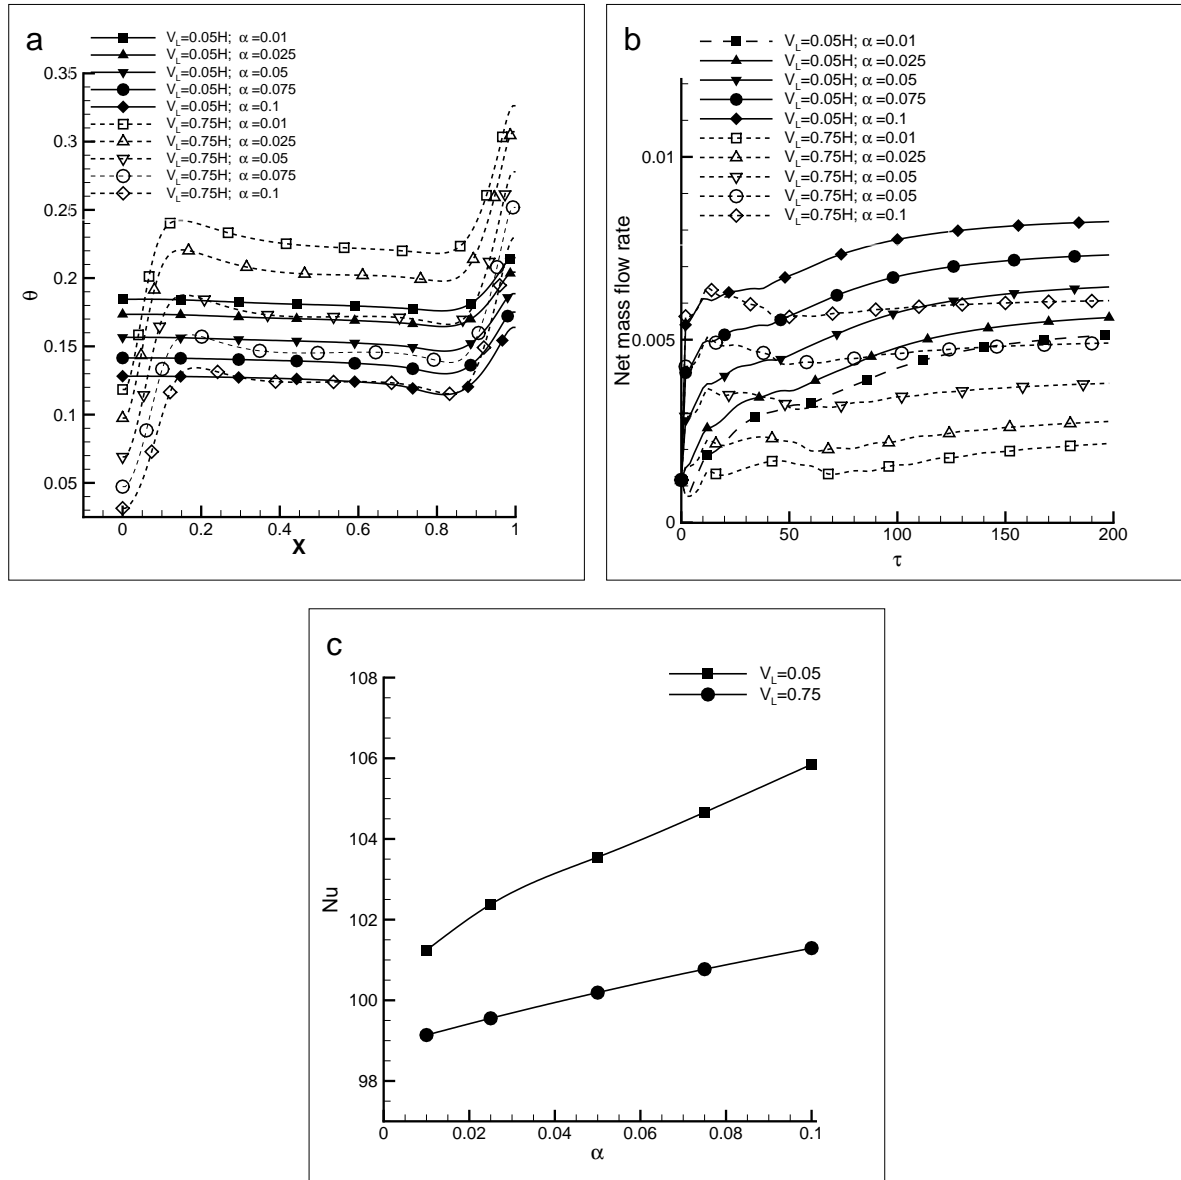 a
V_L=0.05H; α=0.01
V_L=0.05H; α=0.025
V_L=0.05H; α=0.05
V_L=0.05H; α=0.075
V_L=0.05H; α=0.1
V_L=0.75H; α=0.01
V_L=0.75H; α=0.025
V_L=0.75H; α=0.05
V_L=0.75H; α=0.075
V_L=0.75H; α=0.1
0.35
0.3
0.25
0.2
0.15
0.1
0.05
θ
0 0.2 0.4 0.6 0.8 1
X
b
V_L=0.05H; α=0.01
V_L=0.05H; α=0.025
V_L=0.05H; α=0.05
V_L=0.05H; α=0.075
V_L=0.05H; α=0.1
V_L=0.75H; α=0.01
V_L=0.75H; α=0.025
V_L=0.75H; α=0.05
V_L=0.75H; α=0.05
V_L=0.75H; α=0.1
0.01
0.005
0
Net mass flow rate
0 50 100 150 200
τ
c
V_L=0.05
V_L=0.75
108
106
104
102
100
98
Nu
0 0.02 0.04 0.06 0.08 0.1
α